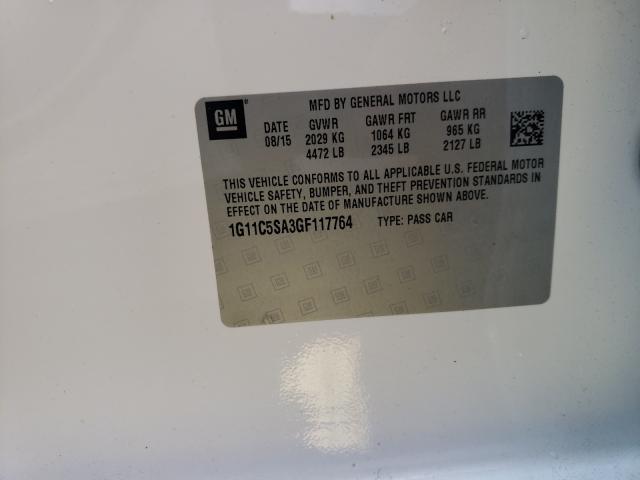 GM
MFD BY GENERAL MOTORS LLC
DATE GVWR GAWR FRT GAWR RR
08/15 2029 KG 1064 KG 965 KG
4472 LB 2345 LB 2127 LB
THIS VEHICLE CONFORMS TO ALL APPLICABLE U.S. FEDERAL MOTOR
VEHICLE SAFETY, BUMPER, AND THEFT PREVENTION STANDARDS IN
EFFECT ON THE DATE OF MANUFACTURE SHOWN ABOVE.
1G11C5SA3GF117764 TYPE: PASS CAR